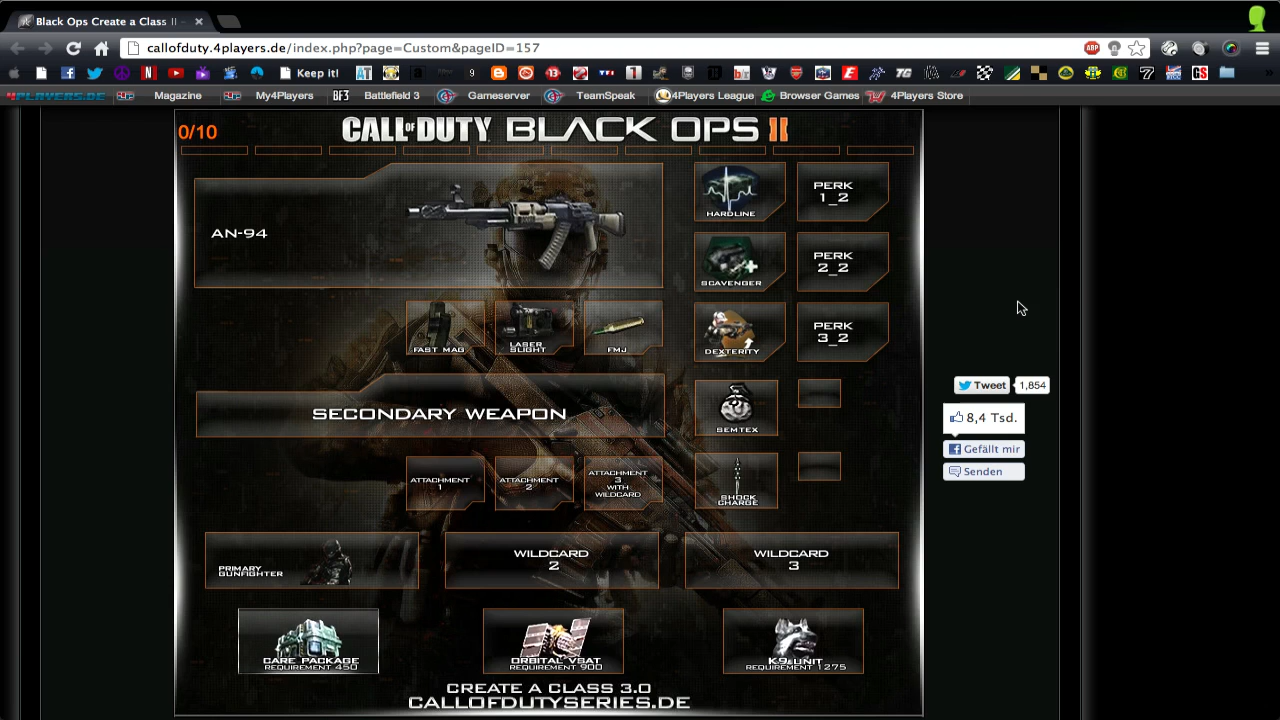 Black Ops Create a Class II -
callofduty.4players.de/index.php?page=Custom&pageID=157
ABP
Keep it!
4PLAYERS.DE
Magazine
My4Players
BF3
Battlefield 3
Gameserver
TeamSpeak
4Players League
Browser Games
4Players Store
0/10
CALL OF DUTY BLACK OPS II
AN-94
HARDLINE
PERK
1_2
SCAVENGER
PERK
2_2
FAST MAG
LASER
SLIGHT
FMJ
DEXTERITY
PERK
3_2
SECONDARY WEAPON
SEMTEX
Tweet
1,854
8,4 Tsd.
Gefällt mir
Senden
ATTACHMENT
1
ATTACHMENT
2
ATTACHMENT
3
WITH
WILDCARD
SHOCK
CHARGE
PRIMARY
GUNFIGHTER
WILDCARD
2
WILDCARD
3
CARE PACKAGE
REQUIREMENT 450
ORBITAL VSAT
REQUIREMENT 900
K9 UNIT
REQUIREMENT 1275
CREATE A CLASS 3.0
CALLOFDUTYSERIES.DE